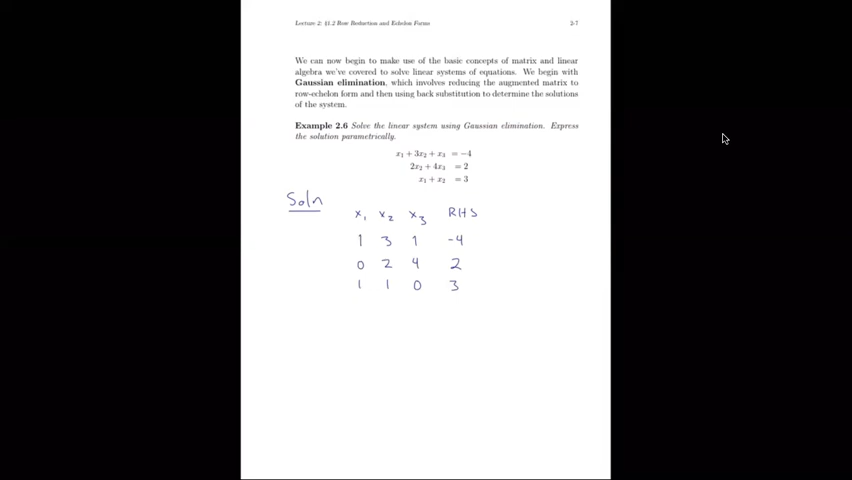 Lecture 2: §1.2 Row Reduction and Echelon Forms 2-7
We can now begin to make use of the basic concepts of matrix and linear
algebra we've covered to solve linear systems of equations. We begin with
Gaussian elimination, which involves reducing the augmented matrix to
row-echelon form and then using back substitution to determine the solutions
of the system.
Example 2.6 Solve the linear system using Gaussian elimination. Express
the solution parametrically.
x₁ + 3x₂ + x₃ = −4
2x₂ + 4x₃ = 2
x₁ + x₂ = 3
Soln
x₁ x₂ x₃ RHS
1 3 1 -4
0 2 4 2
1 1 0 3